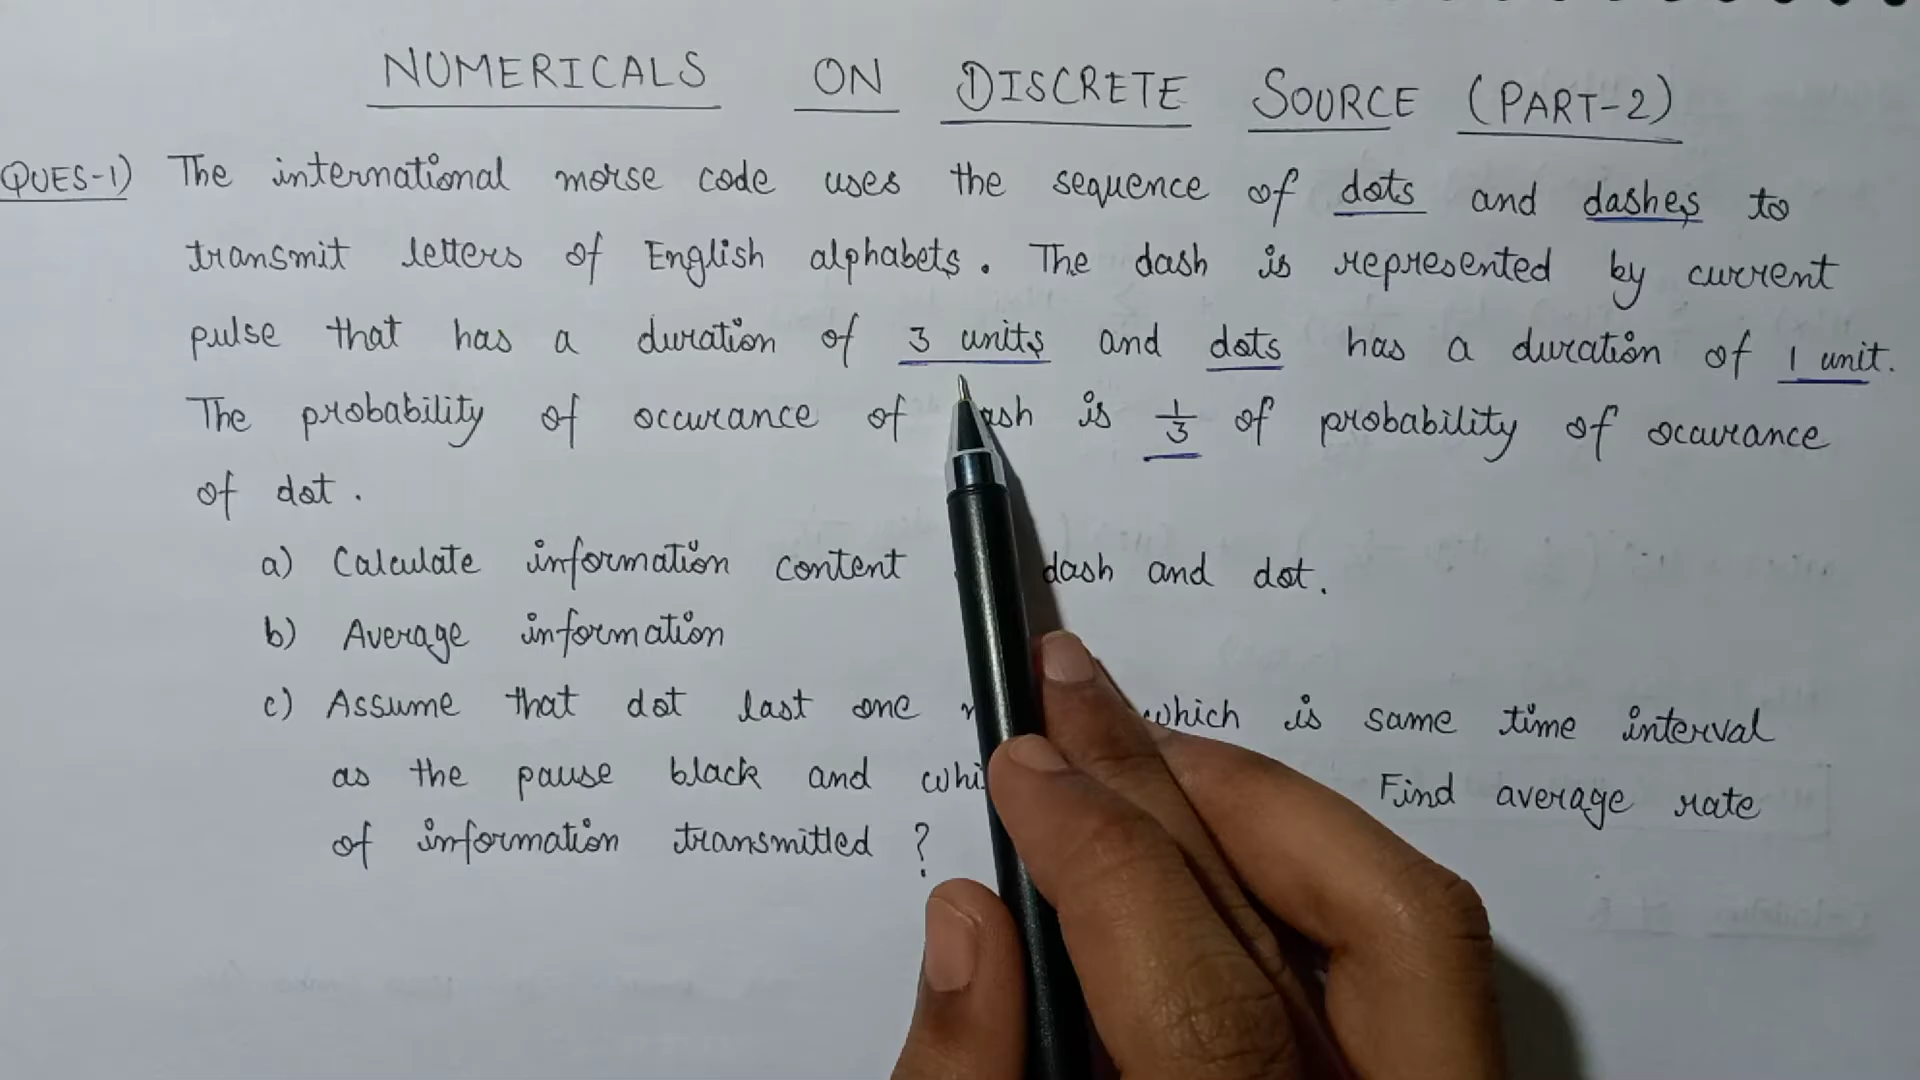 NUMERICALS ON DISCRETE SOURCE (PART-2)
QUES-1) The international morse code uses the sequence of dots and dashes to
transmit letters of English alphabets. The dash is represented by current
pulse that has a duration of 3 units and dots has a duration of 1 unit.
The probability of occurance of ash is 1/3 of probability of occurance
of dot.
a) Calculate information content dash and dot.
b) Average information
c) Assume that dot last one which is same time interval
as the pause black and whi Find average rate
of information transmitted ?